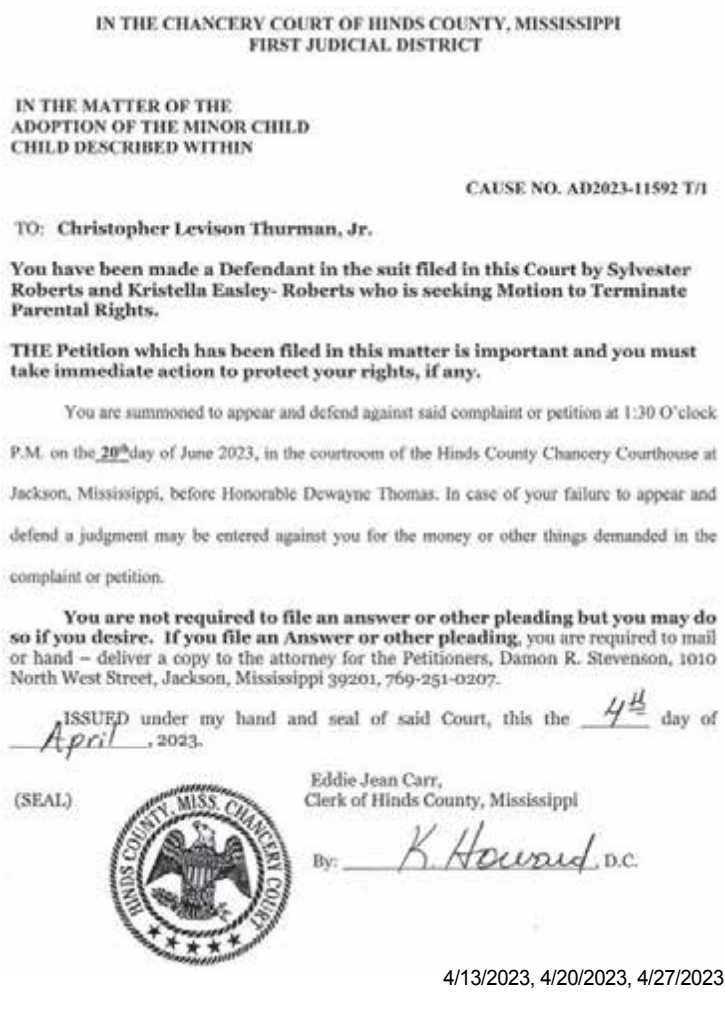 IN THE CHANCERY COURT OF HINDS COUNTY, MISSISSIPPI
FIRST JUDICIAL DISTRICT
IN THE MATTER OF THE
ADOPTION OF THE MINOR CHILD
CHILD DESCRIBED WITHIN
CAUSE NO. AD2023-11592 T/1
TO: Christopher Levison Thurman, Jr.
You have been made a Defendant in the suit filed in this Court by Sylvester
Roberts and Kristella Easley- Roberts who is seeking Motion to Terminate
Parental Rights.
THE Petition which has been filed in this matter is important and you must
take immediate action to protect your rights, if any.
You are summoned to appear and defend against said complaint or petition at 1:30 O'clock
P.M. on the 20th day of June 2023, in the courtroom of the Hinds County Chancery Courthouse at
Jackson, Mississippi, before Honorable Dewayne Thomas. In case of your failure to appear and
defend a judgment may be entered against you for the money or other things demanded in the
complaint or petition.
You are not required to file an answer or other pleading but you may do
so if you desire. If you file an Answer or other pleading, you are required to mail
or hand – deliver a copy to the attorney for the Petitioners, Damon R. Stevenson, 1010
North West Street, Jackson, Mississippi 39201, 769-251-0207.
ISSUED under my hand and seal of said Court, this the 4th day of
April, 2023.
Eddie Jean Carr,
(SEAL) Clerk of Hinds County, Mississippi
HINDS COUNTY, MISS. CHANCERY COURT
By: K. Howard, D.C.
4/13/2023, 4/20/2023, 4/27/2023